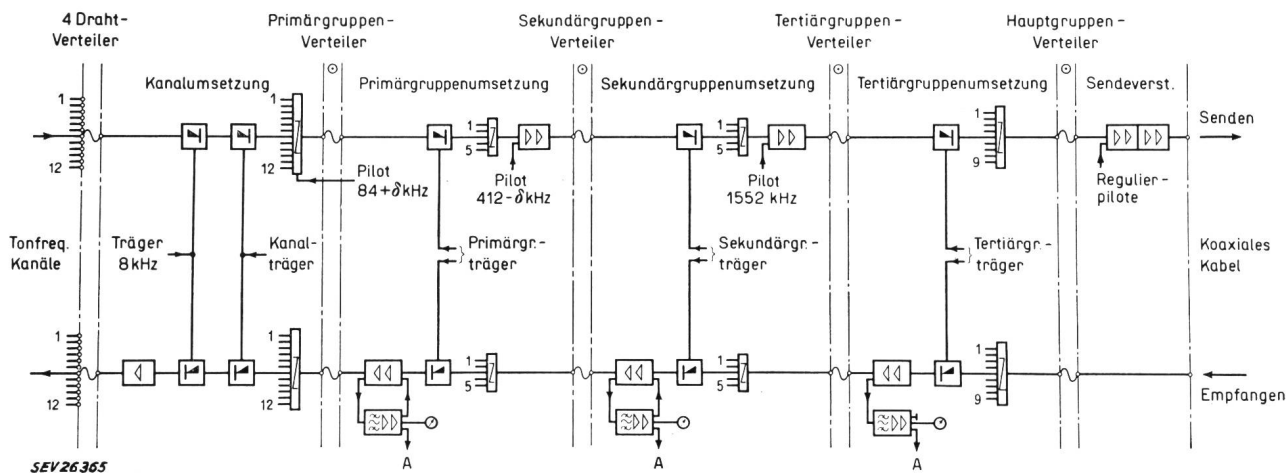 4 Draht-
Verteiler
Primärgruppen-
Verteiler
Sekundärgruppen-
Verteiler
Tertiärgruppen-
Verteiler
Hauptgruppen-
Verteiler
Kanalumsetzung
Primärgruppenumsetzung
Sekundärgruppenumsetzung
Tertiärgruppenumsetzung
Sendeverst.
1
12
1
12
1
5
1
5
1
9
Senden
Pilot
84+δkHz
Pilot
412-δkHz
Pilot
1552 kHz
Regulier-
pilote
Tonfreq.
Kanäle
Träger
8kHz
Kanal-
träger
Primärgr.-
träger
Sekundärgr.-
träger
Tertiärgr.-
träger
Koaxiales
Kabel
1
12
1
12
1
5
1
5
1
9
Empfangen
A
A
A
SEV26365